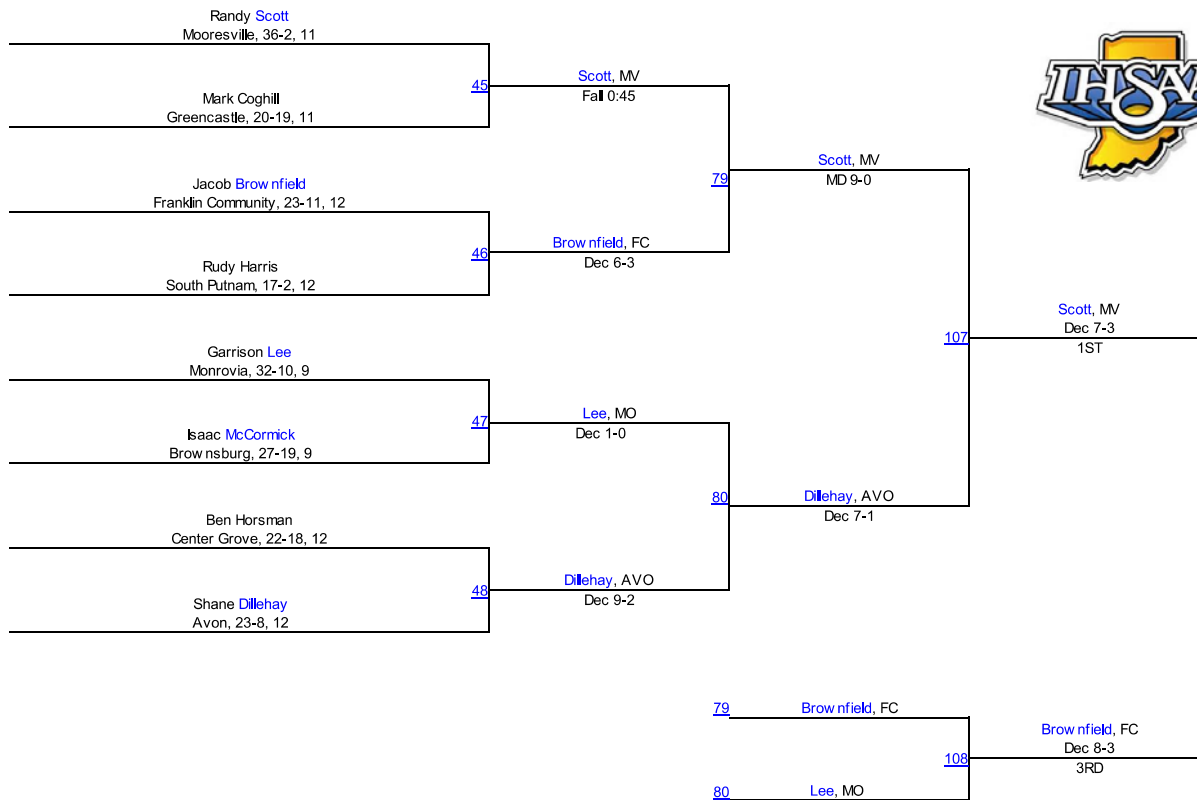 Randy Scott
Mooresville, 36-2, 11
45
Scott, MV
Fall 0:45
Mark Coghill
Greencastle, 20-19, 11
IHSAA
79
Scott, MV
MD 9-0
Jacob Brownfield
Franklin Community, 23-11, 12
46
Brownfield, FC
Dec 6-3
Rudy Harris
South Putnam, 17-2, 12
107
Scott, MV
Dec 7-3
1ST
Garrison Lee
Monrovia, 32-10, 9
47
Lee, MO
Dec 1-0
Isaac McCormick
Brownsburg, 27-19, 9
80
Dillehay, AVO
Dec 7-1
Ben Horsman
Center Grove, 22-18, 12
48
Dillehay, AVO
Dec 9-2
Shane Dillehay
Avon, 23-8, 12
79
Brownfield, FC
108
Brownfield, FC
Dec 8-3
3RD
80
Lee, MO